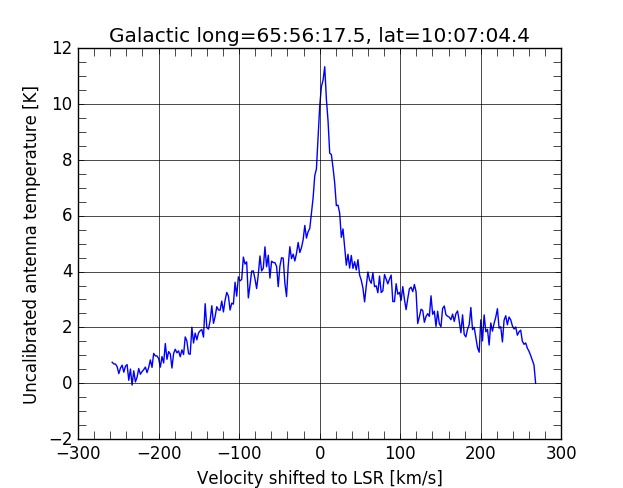 Galactic long=65:56:17.5, lat=10:07:04.4
12
10
8
6
4
2
0
−2
Uncalibrated antenna temperature [K]
−300 −200 −100 0 100 200 300
Velocity shifted to LSR [km/s]